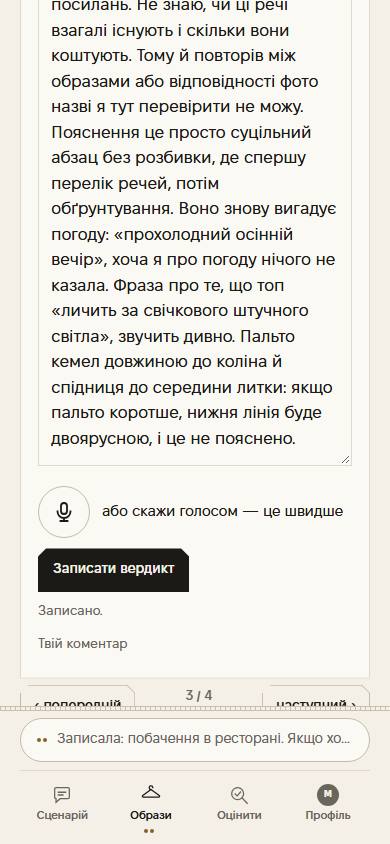 посилань. Не знаю, чи ці речі
взагалі існують і скільки вони
коштують. Тому й повторів між
образами або відповідності фото
назві я тут перевірити не можу.
Пояснення це просто суцільний
абзац без розбивки, де спершу
перелік речей, потім
обґрунтування. Воно знову вигадує
погоду: «прохолодний осінній
вечір», хоча я про погоду нічого не
казала. Фраза про те, що топ
«личить за свічкового штучного
світла», звучить дивно. Пальто
кемел довжиною до коліна й
спідниця до середини литки: якщо
пальто коротше, нижня лінія буде
двоярусною, і це не пояснено.
або скажи голосом — це швидше
Записати вердикт
Записано.
Твій коментар
‹ попередній
3 / 4
наступний ›
Записала: побачення в ресторані. Якщо хо...
Сценарій
Образи
Оцінити
М
Профіль